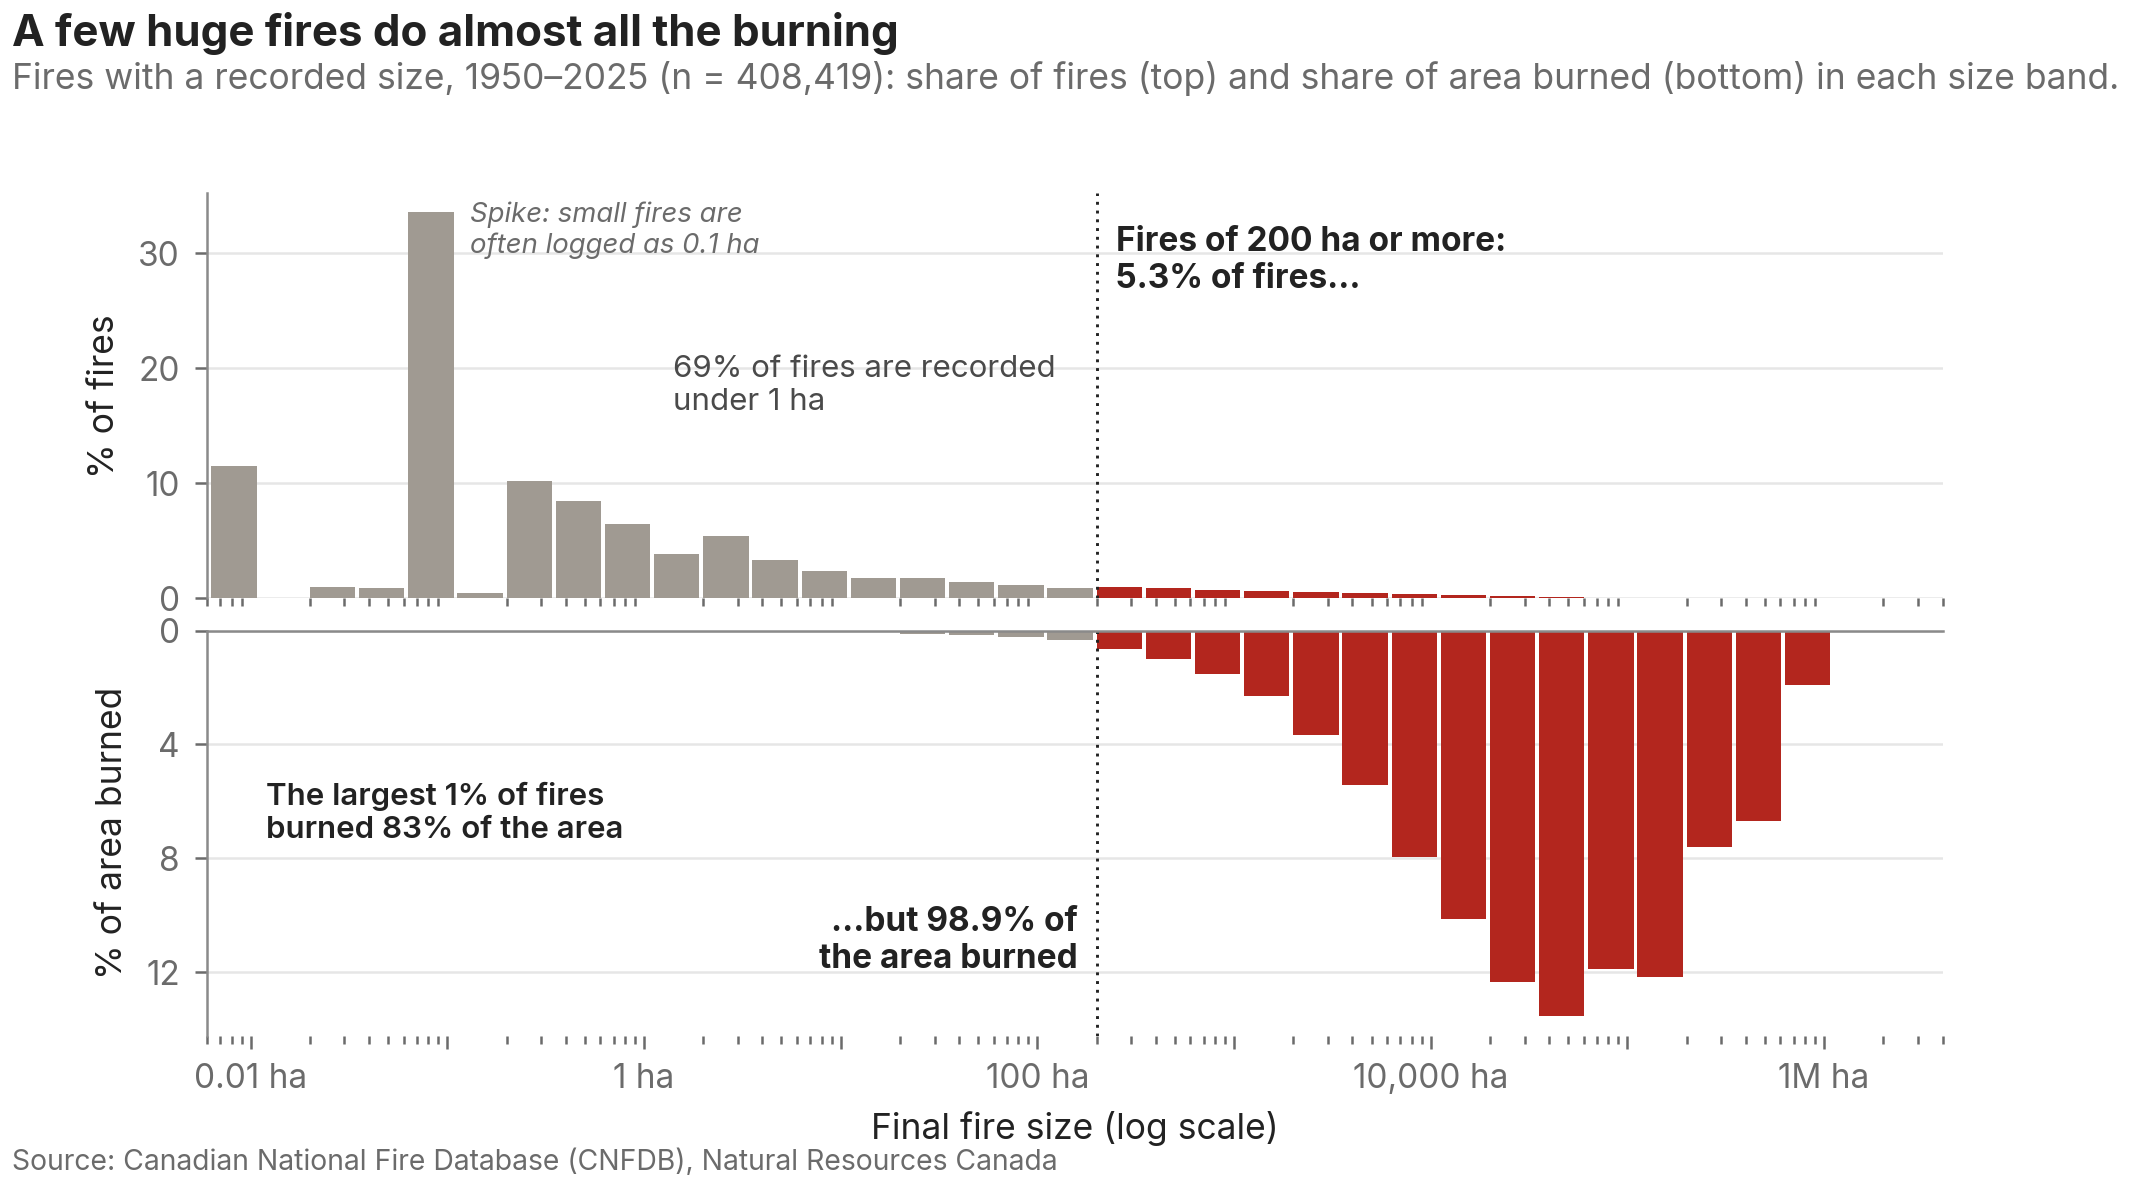 A few huge fires do almost all the burning
Fires with a recorded size, 1950–2025 (n = 408,419): share of fires (top) and share of area burned (bottom) in each size band.
Spike: small fires are
often logged as 0.1 ha
Fires of 200 ha or more:
5.3% of fires…
69% of fires are recorded
under 1 ha
% of fires
30
20
10
0
0
4
8
12
% of area burned
The largest 1% of fires
burned 83% of the area
…but 98.9% of
the area burned
0.01 ha
1 ha
100 ha
10,000 ha
1M ha
Final fire size (log scale)
Source: Canadian National Fire Database (CNFDB), Natural Resources Canada